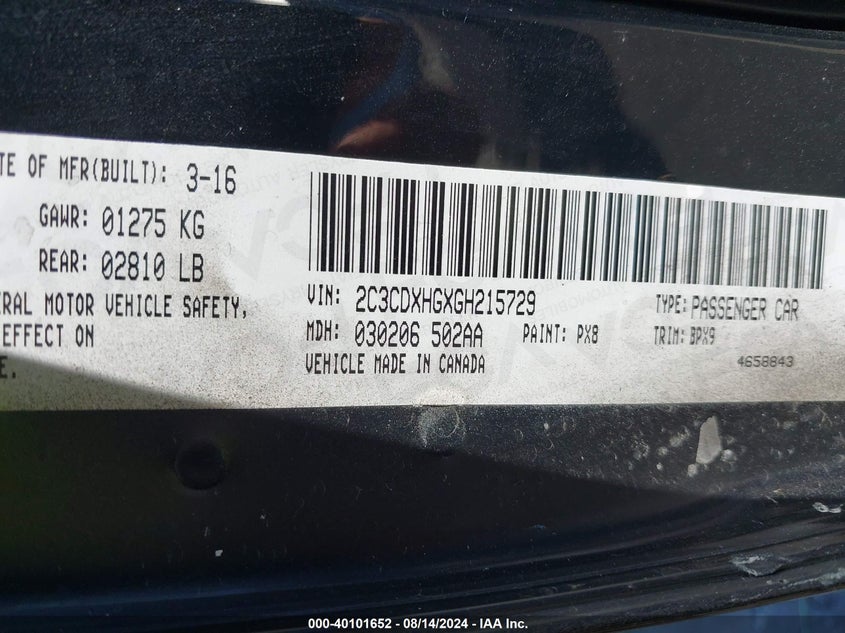 TE OF MFR(BUILT): 3-16
GAWR: 01275 KG
REAR: 02810 LB
ERAL MOTOR VEHICLE SAFETY,
EFFECT ON
E.
VIN: 2C3CDXHGXGH215729
TYPE: PASSENGER CAR
MDH: 030206 502AA
PAINT: PX8
TRIM: BPX9
VEHICLE MADE IN CANADA
4658843
000-40101652 - 08/14/2024 - IAA Inc.